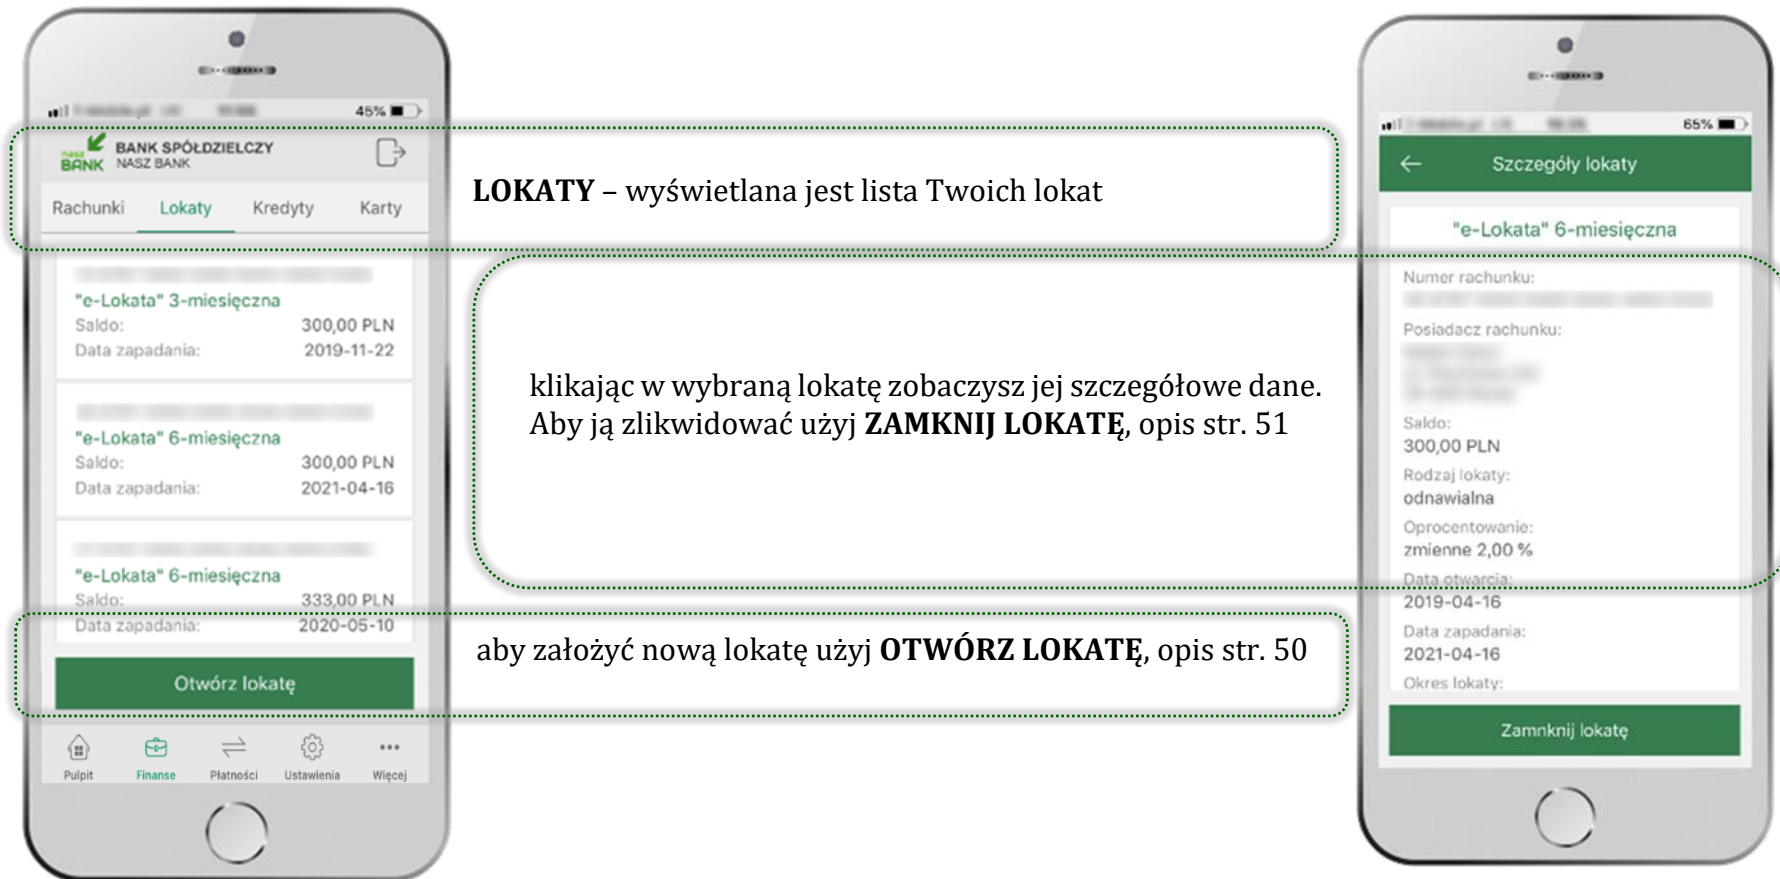 45%
nasz
BANK
BANK SPÓŁDZIELCZY
NASZ BANK
Rachunki Lokaty Kredyty Karty
"e-Lokata" 3-miesięczna
Saldo: 300,00 PLN
Data zapadania: 2019-11-22
"e-Lokata" 6-miesięczna
Saldo: 300,00 PLN
Data zapadania: 2021-04-16
"e-Lokata" 6-miesięczna
Saldo: 333,00 PLN
Data zapadania: 2020-05-10
Otwórz lokatę
Pulpit Finanse Płatności Ustawienia Więcej
LOKATY – wyświetlana jest lista Twoich lokat
klikając w wybraną lokatę zobaczysz jej szczegółowe dane.
Aby ją zlikwidować użyj ZAMKNIJ LOKATĘ, opis str. 51
aby założyć nową lokatę użyj OTWÓRZ LOKATĘ, opis str. 50
65%
Szczegóły lokaty
"e-Lokata" 6-miesięczna
Numer rachunku:
Posiadacz rachunku:
Saldo:
300,00 PLN
Rodzaj lokaty:
odnawialna
Oprocentowanie:
zmienne 2,00 %
Data otwarcia:
2019-04-16
Data zapadania:
2021-04-16
Okres lokaty:
Zamnknij lokatę